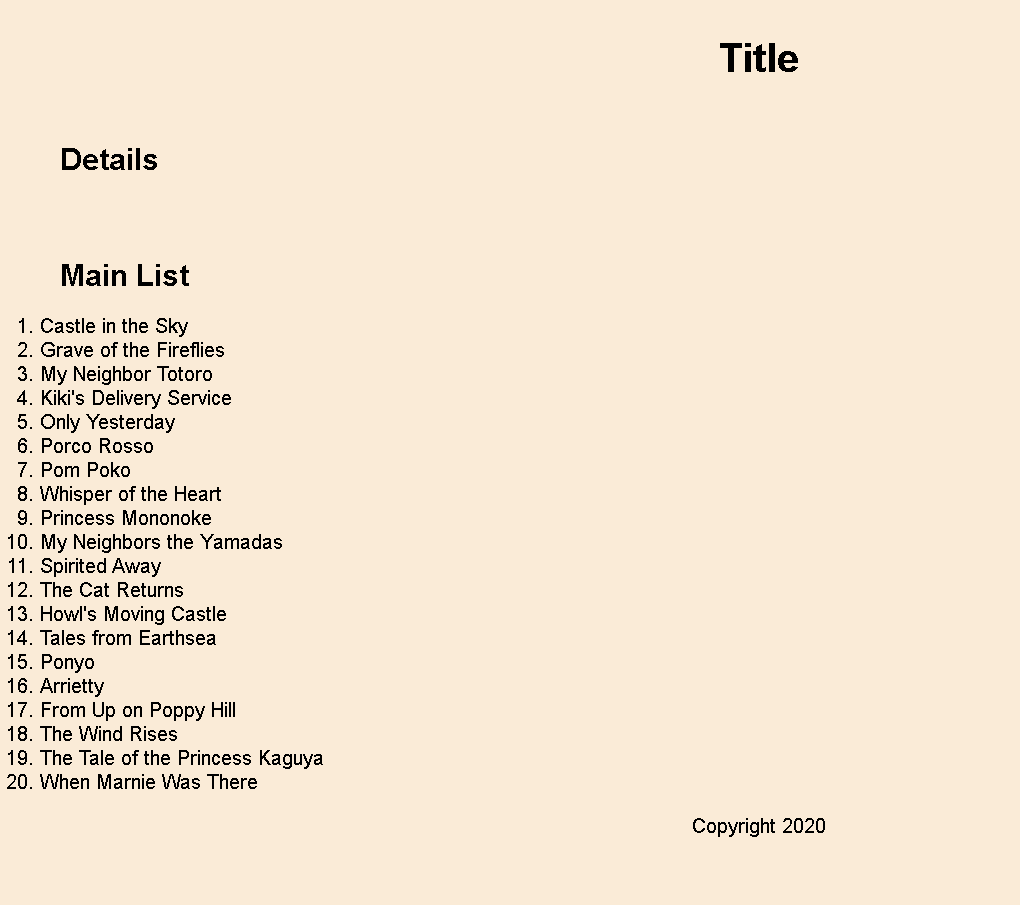 Title
Details
Main List
1. Castle in the Sky
2. Grave of the Fireflies
3. My Neighbor Totoro
4. Kiki's Delivery Service
5. Only Yesterday
6. Porco Rosso
7. Pom Poko
8. Whisper of the Heart
9. Princess Mononoke
10. My Neighbors the Yamadas
11. Spirited Away
12. The Cat Returns
13. Howl's Moving Castle
14. Tales from Earthsea
15. Ponyo
16. Arrietty
17. From Up on Poppy Hill
18. The Wind Rises
19. The Tale of the Princess Kaguya
20. When Marnie Was There
Copyright 2020